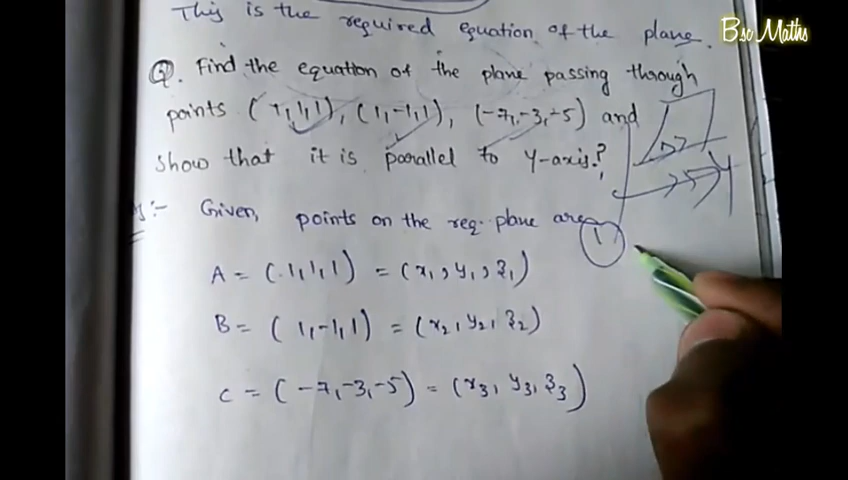 This is the required equation of the plane.
Bsc Maths
Q. Find the equation of the plane passing through
points (1,1,1), (1,-1,1), (-7,-3,-5) and
show that it is parallel to Y-axis.?
:- Given, points on the req. plane are
1
A = (1,1,1) = (x₁, y₁, z₁)
B = (1,-1,1) = (x₂, y₂, z₂)
C = (-7,-3,-5) = (x₃, y₃, z₃)
Y